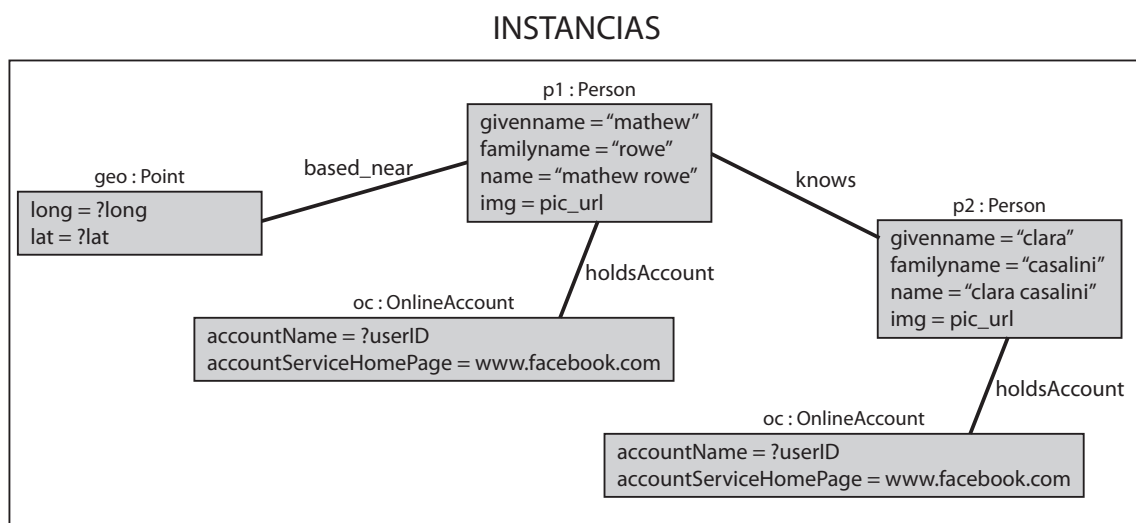 INSTANCIAS
p1 : Person
givenname = “mathew”
familyname = “rowe”
name = “mathew rowe”
img = pic_url
based_near
geo : Point
long = ?long
lat = ?lat
knows
p2 : Person
givenname = “clara”
familyname = “casalini”
name = “clara casalini”
img = pic_url
holdsAccount
oc : OnlineAccount
accountName = ?userID
accountServiceHomePage = www.facebook.com
holdsAccount
oc : OnlineAccount
accountName = ?userID
accountServiceHomePage = www.facebook.com